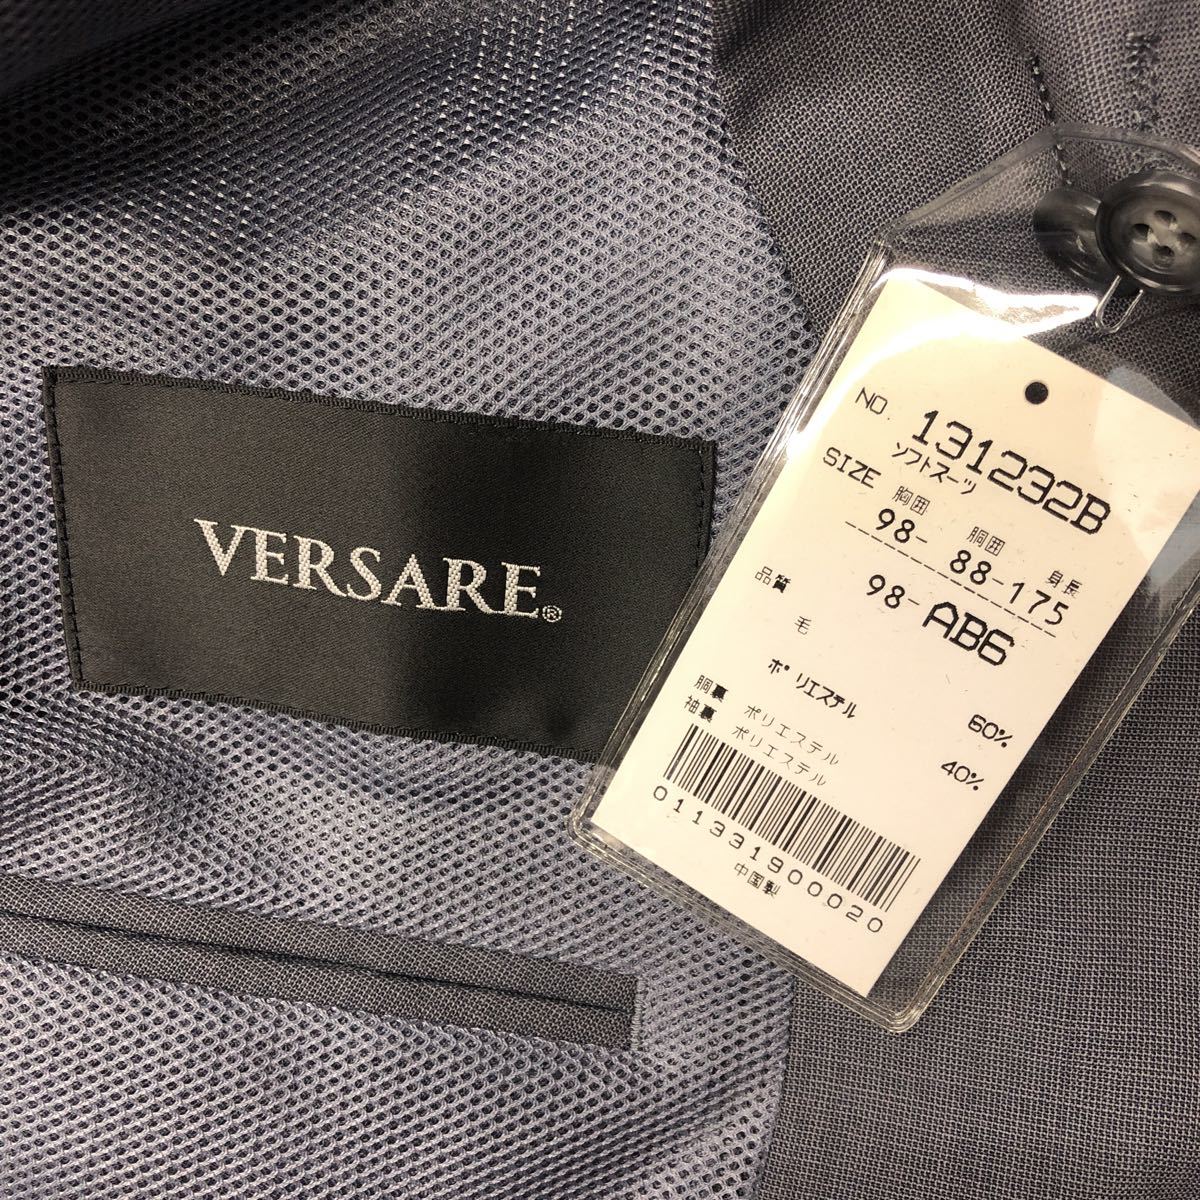 VERSARE®
NO. 131232B
ソフトスーツ
SIZE 胸囲 胴囲 身長
98- 88-175
98-AB6
品質
毛 60%
ポリエステル 40%
胴裏 ポリエステル
袖裏 ポリエステル
0113319000020
中国製